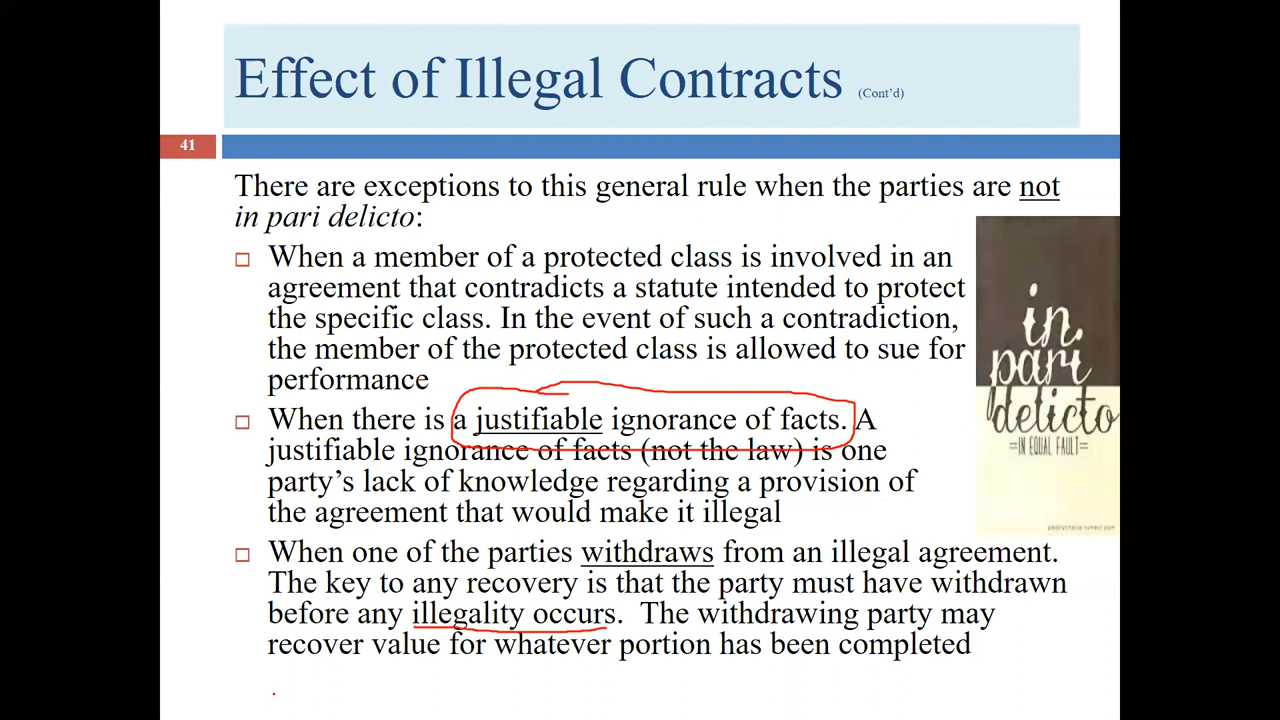 Effect of Illegal Contracts (Cont’d)
41
There are exceptions to this general rule when the parties are not
in pari delicto:
When a member of a protected class is involved in an
agreement that contradicts a statute intended to protect
the specific class. In the event of such a contradiction,
the member of the protected class is allowed to sue for
performance
When there is a justifiable ignorance of facts. A
justifiable ignorance of facts (not the law) is one
party’s lack of knowledge regarding a provision of
the agreement that would make it illegal
When one of the parties withdraws from an illegal agreement.
The key to any recovery is that the party must have withdrawn
before any illegality occurs. The withdrawing party may
recover value for whatever portion has been completed
in
pari
delicto
=IN EQUAL FAULT=